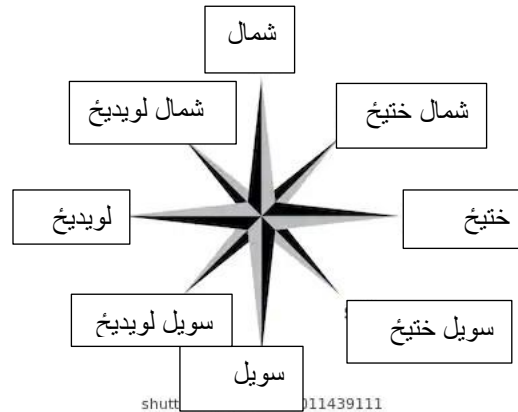 شمال
شمال لویدیځ
شمال ختیځ
لویدیځ
ختیځ
سویل لویدیځ
سویل ختیځ
سویل
shutt
011439111